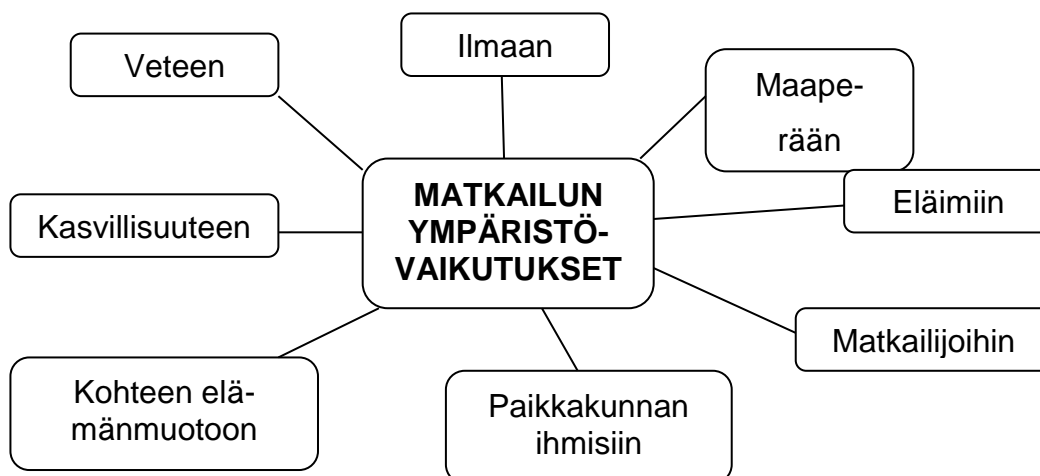 Ilmaan
Veteen
Maape-
rään
MATKAILUN
YMPÄRISTÖ-
VAIKUTUKSET
Eläimiin
Kasvillisuuteen
Matkailijoihin
Kohteen elä-
mänmuotoon
Paikkakunnan
ihmisiin